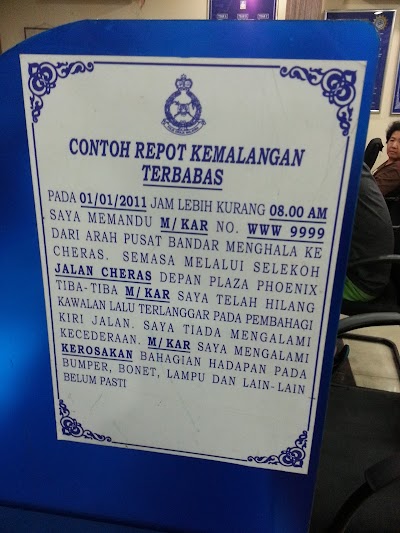 CONTOH REPOT KEMALANGAN
TERBABAS
PADA 01/01/2011 JAM LEBIH KURANG 08.00 AM
SAYA MEMANDU M/KAR NO. WWW 9999
DARI ARAH PUSAT BANDAR MENGHALA KE
CHERAS. SEMASA MELALUI SELEKOH
JALAN CHERAS DEPAN PLAZA PHOENIX
TIBA-TIBA M/KAR SAYA TELAH HILANG
KAWALAN LALU TERLANGGAR PADA PEMBAHAGI
KIRI JALAN. SAYA TIADA MENGALAMI
KECEDERAAN. M/KAR SAYA MENGALAMI
KEROSAKAN BAHAGIAN HADAPAN PADA
BUMPER, BONET, LAMPU DAN LAIN-LAIN
BELUM PASTI